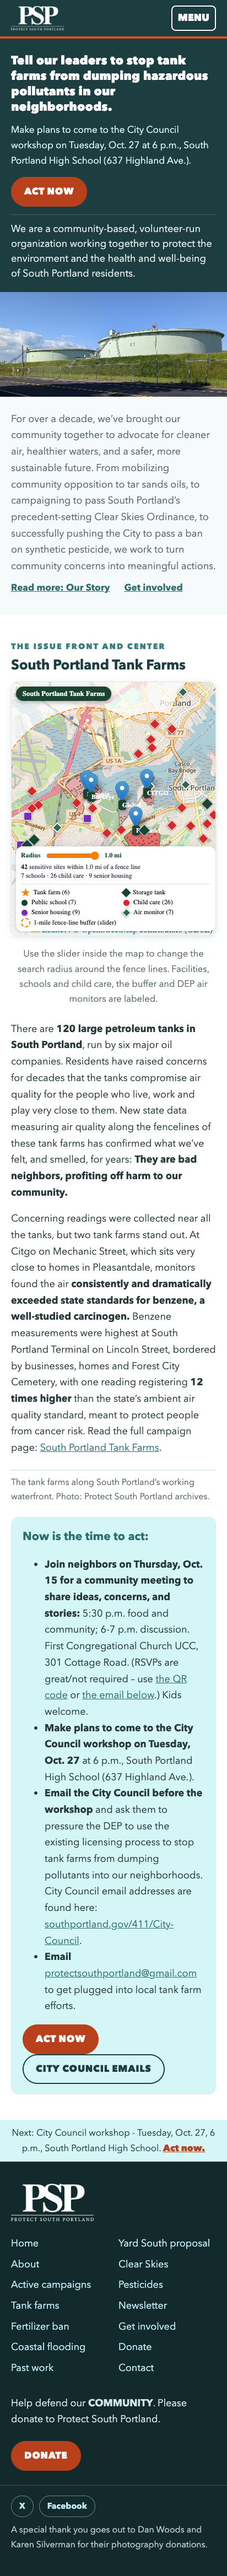 PSP
PROTECT SOUTH PORTLAND
MENU
Tell our leaders to stop tank
farms from dumping hazardous
pollutants in our
neighborhoods.
Make plans to come to the City Council
workshop on Tuesday, Oct. 27 at 6 p.m., South
Portland High School (637 Highland Ave.).
ACT NOW
We are a community-based, volunteer-run
organization working together to protect the
environment and the health and well-being
of South Portland residents.
For over a decade, we've brought our
community together to advocate for cleaner
air, healthier waters, and a safer, more
sustainable future. From mobilizing
community opposition to tar sands oils, to
campaigning to pass South Portland's
precedent-setting Clear Skies Ordinance, to
successfully pushing the City to pass a ban
on synthetic pesticide, we work to turn
community concerns into meaningful actions.
Read more: Our Story Get involved
THE ISSUE FRONT AND CENTER
South Portland Tank Farms
South Portland Tank Farms
Portland
US 1A
Casco
Bay Bridge
CITGO
South Portland
Radius 1.0 mi
42 sensitive sites within 1.0 mi of a fence line
7 schools · 26 child care · 9 senior housing
Tank farm (6) Storage tank
Public school (7) Child care (26)
Senior housing (9) Air monitor (7)
1-mile fence-line buffer (slider)
Use the slider inside the map to change the
search radius around the fence lines. Facilities,
schools and child care, the buffer and DEP air
monitors are labeled.
There are 120 large petroleum tanks in
South Portland, run by six major oil
companies. Residents have raised concerns
for decades that the tanks compromise air
quality for the people who live, work and
play very close to them. New state data
measuring air quality along the fencelines of
these tank farms has confirmed what we've
felt, and smelled, for years: They are bad
neighbors, profiting off harm to our
community.
Concerning readings were collected near all
the tanks, but two tank farms stand out. At
Citgo on Mechanic Street, which sits very
close to homes in Pleasantdale, monitors
found the air consistently and dramatically
exceeded state standards for benzene, a
well-studied carcinogen. Benzene
measurements were highest at South
Portland Terminal on Lincoln Street, bordered
by businesses, homes and Forest City
Cemetery, with one reading registering 12
times higher than the state's ambient air
quality standard, meant to protect people
from cancer risk. Read the full campaign
page: South Portland Tank Farms.
The tank farms along South Portland's working
waterfront. Photo: Protect South Portland archives.
Now is the time to act:
• Join neighbors on Thursday, Oct.
15 for a community meeting to
share ideas, concerns, and
stories: 5:30 p.m. food and
community; 6-7 p.m. discussion.
First Congregational Church UCC,
301 Cottage Road. (RSVPs are
great/not required – use the QR
code or the email below.) Kids
welcome.
• Make plans to come to the City
Council workshop on Tuesday,
Oct. 27 at 6 p.m., South Portland
High School (637 Highland Ave.).
• Email the City Council before the
workshop and ask them to
pressure the DEP to use the
existing licensing process to stop
tank farms from dumping
pollutants into our neighborhoods.
City Council email addresses are
found here:
southportland.gov/411/City-
Council.
• Email
protectsouthportland@gmail.com
to get plugged into local tank farm
efforts.
ACT NOW
CITY COUNCIL EMAILS
Next: City Council workshop - Tuesday, Oct. 27, 6
p.m., South Portland High School. Act now.
PSP
PROTECT SOUTH PORTLAND
Home Yard South proposal
About Clear Skies
Active campaigns Pesticides
Tank farms Newsletter
Fertilizer ban Get involved
Coastal flooding Donate
Past work Contact
Help defend our COMMUNITY. Please
donate to Protect South Portland.
DONATE
X Facebook
A special thank you goes out to Dan Woods and
Karen Silverman for their photography donations.